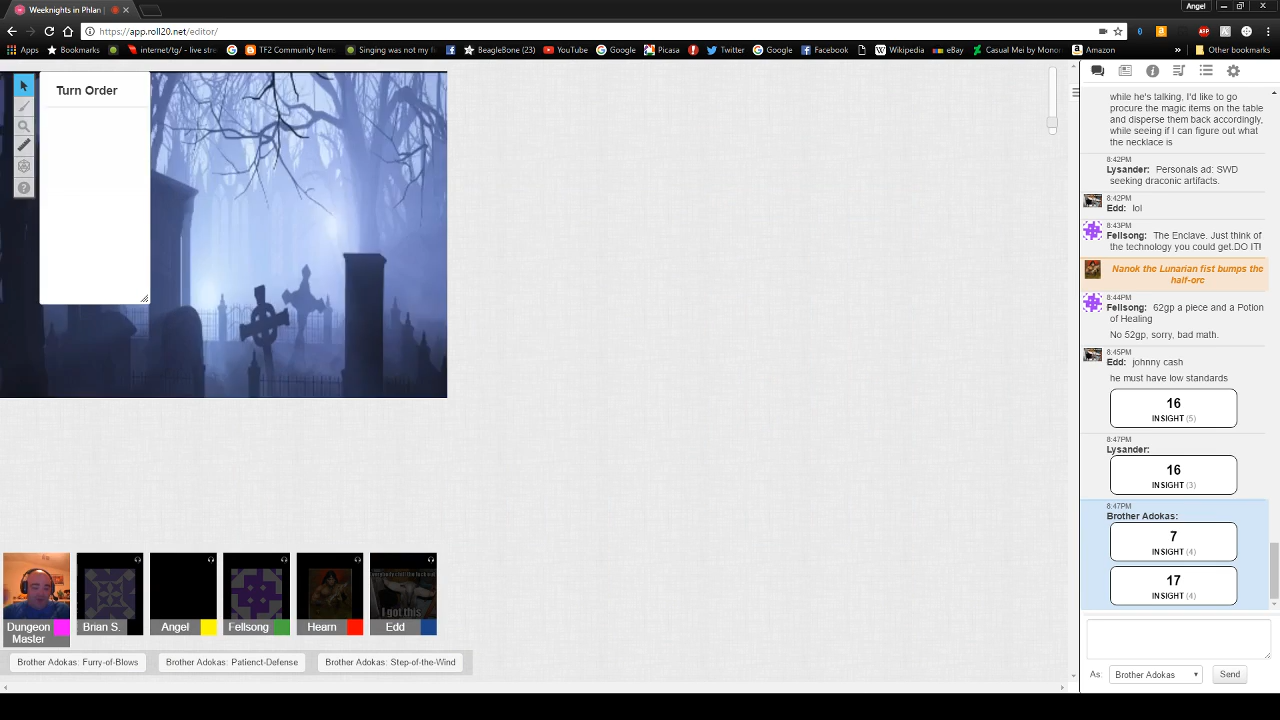 Weeknights in Phlan
Angel
https://app.roll20.net/editor/
Apps
Bookmarks
internet/tg/ - live stre
TF2 Community Items
Singing was not my f
BeagleBone (0507)
YouTube
Google
Picasa
Twitter
Google
Facebook
Wikipedia
eBay
Casual Mei by Mono
Amazon
»
Other bookmarks
Turn Order
while he's talking, I'd like to go
procure the magic items on the table
and disperse them back accordingly,
while seeing if I can figure out what
the necklace is
8:42PM
Lysander: Personals ad: SWD
seeking draconic artifacts.
8:42PM
Edd: lol
8:43PM
Fellsong: The Enclave. Just think of
the technology you could get.DO IT!
Nanok the Lunarian fist bumps the
half-orc
8:44PM
Fellsong: 62gp a piece and a Potion
of Healing
No 52gp, sorry, bad math.
8:45PM
Edd: johnny cash
he must have low standards
16
INSIGHT (5)
8:47PM
Lysander:
16
INSIGHT (3)
8:47PM
Brother Adokas:
7
INSIGHT (4)
17
INSIGHT (4)
I got this
Dungeon
Master
Brian S.
Angel
Fellsong
Hearn
Edd
Brother Adokas: Furry-of-Blows
Brother Adokas: Patienct-Defense
Brother Adokas: Step-of-the-Wind
As:
Brother Adokas
Send